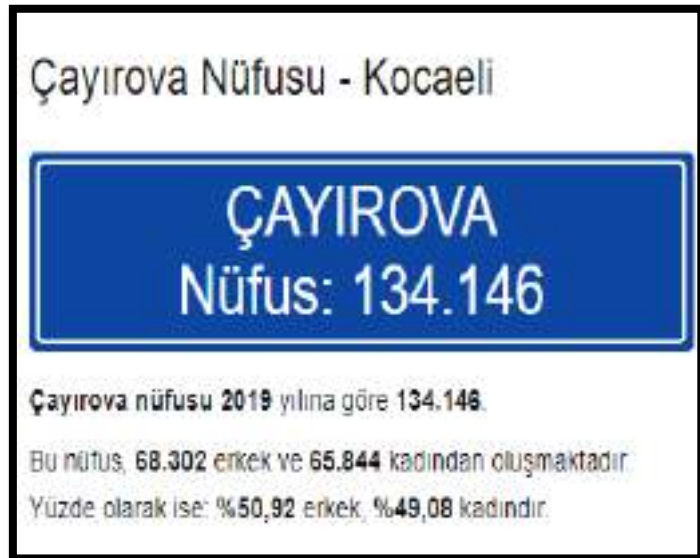 Çayırova Nüfusu - Kocaeli
ÇAYIROVA
Nüfus: 134.146
Çayırova nüfusu 2019 yılına göre 134.146.
Bu nüfus, 68.302 erkek ve 65.844 kadından oluşmaktadır.
Yüzde olarak ise: %50,92 erkek, %49,08 kadındır.